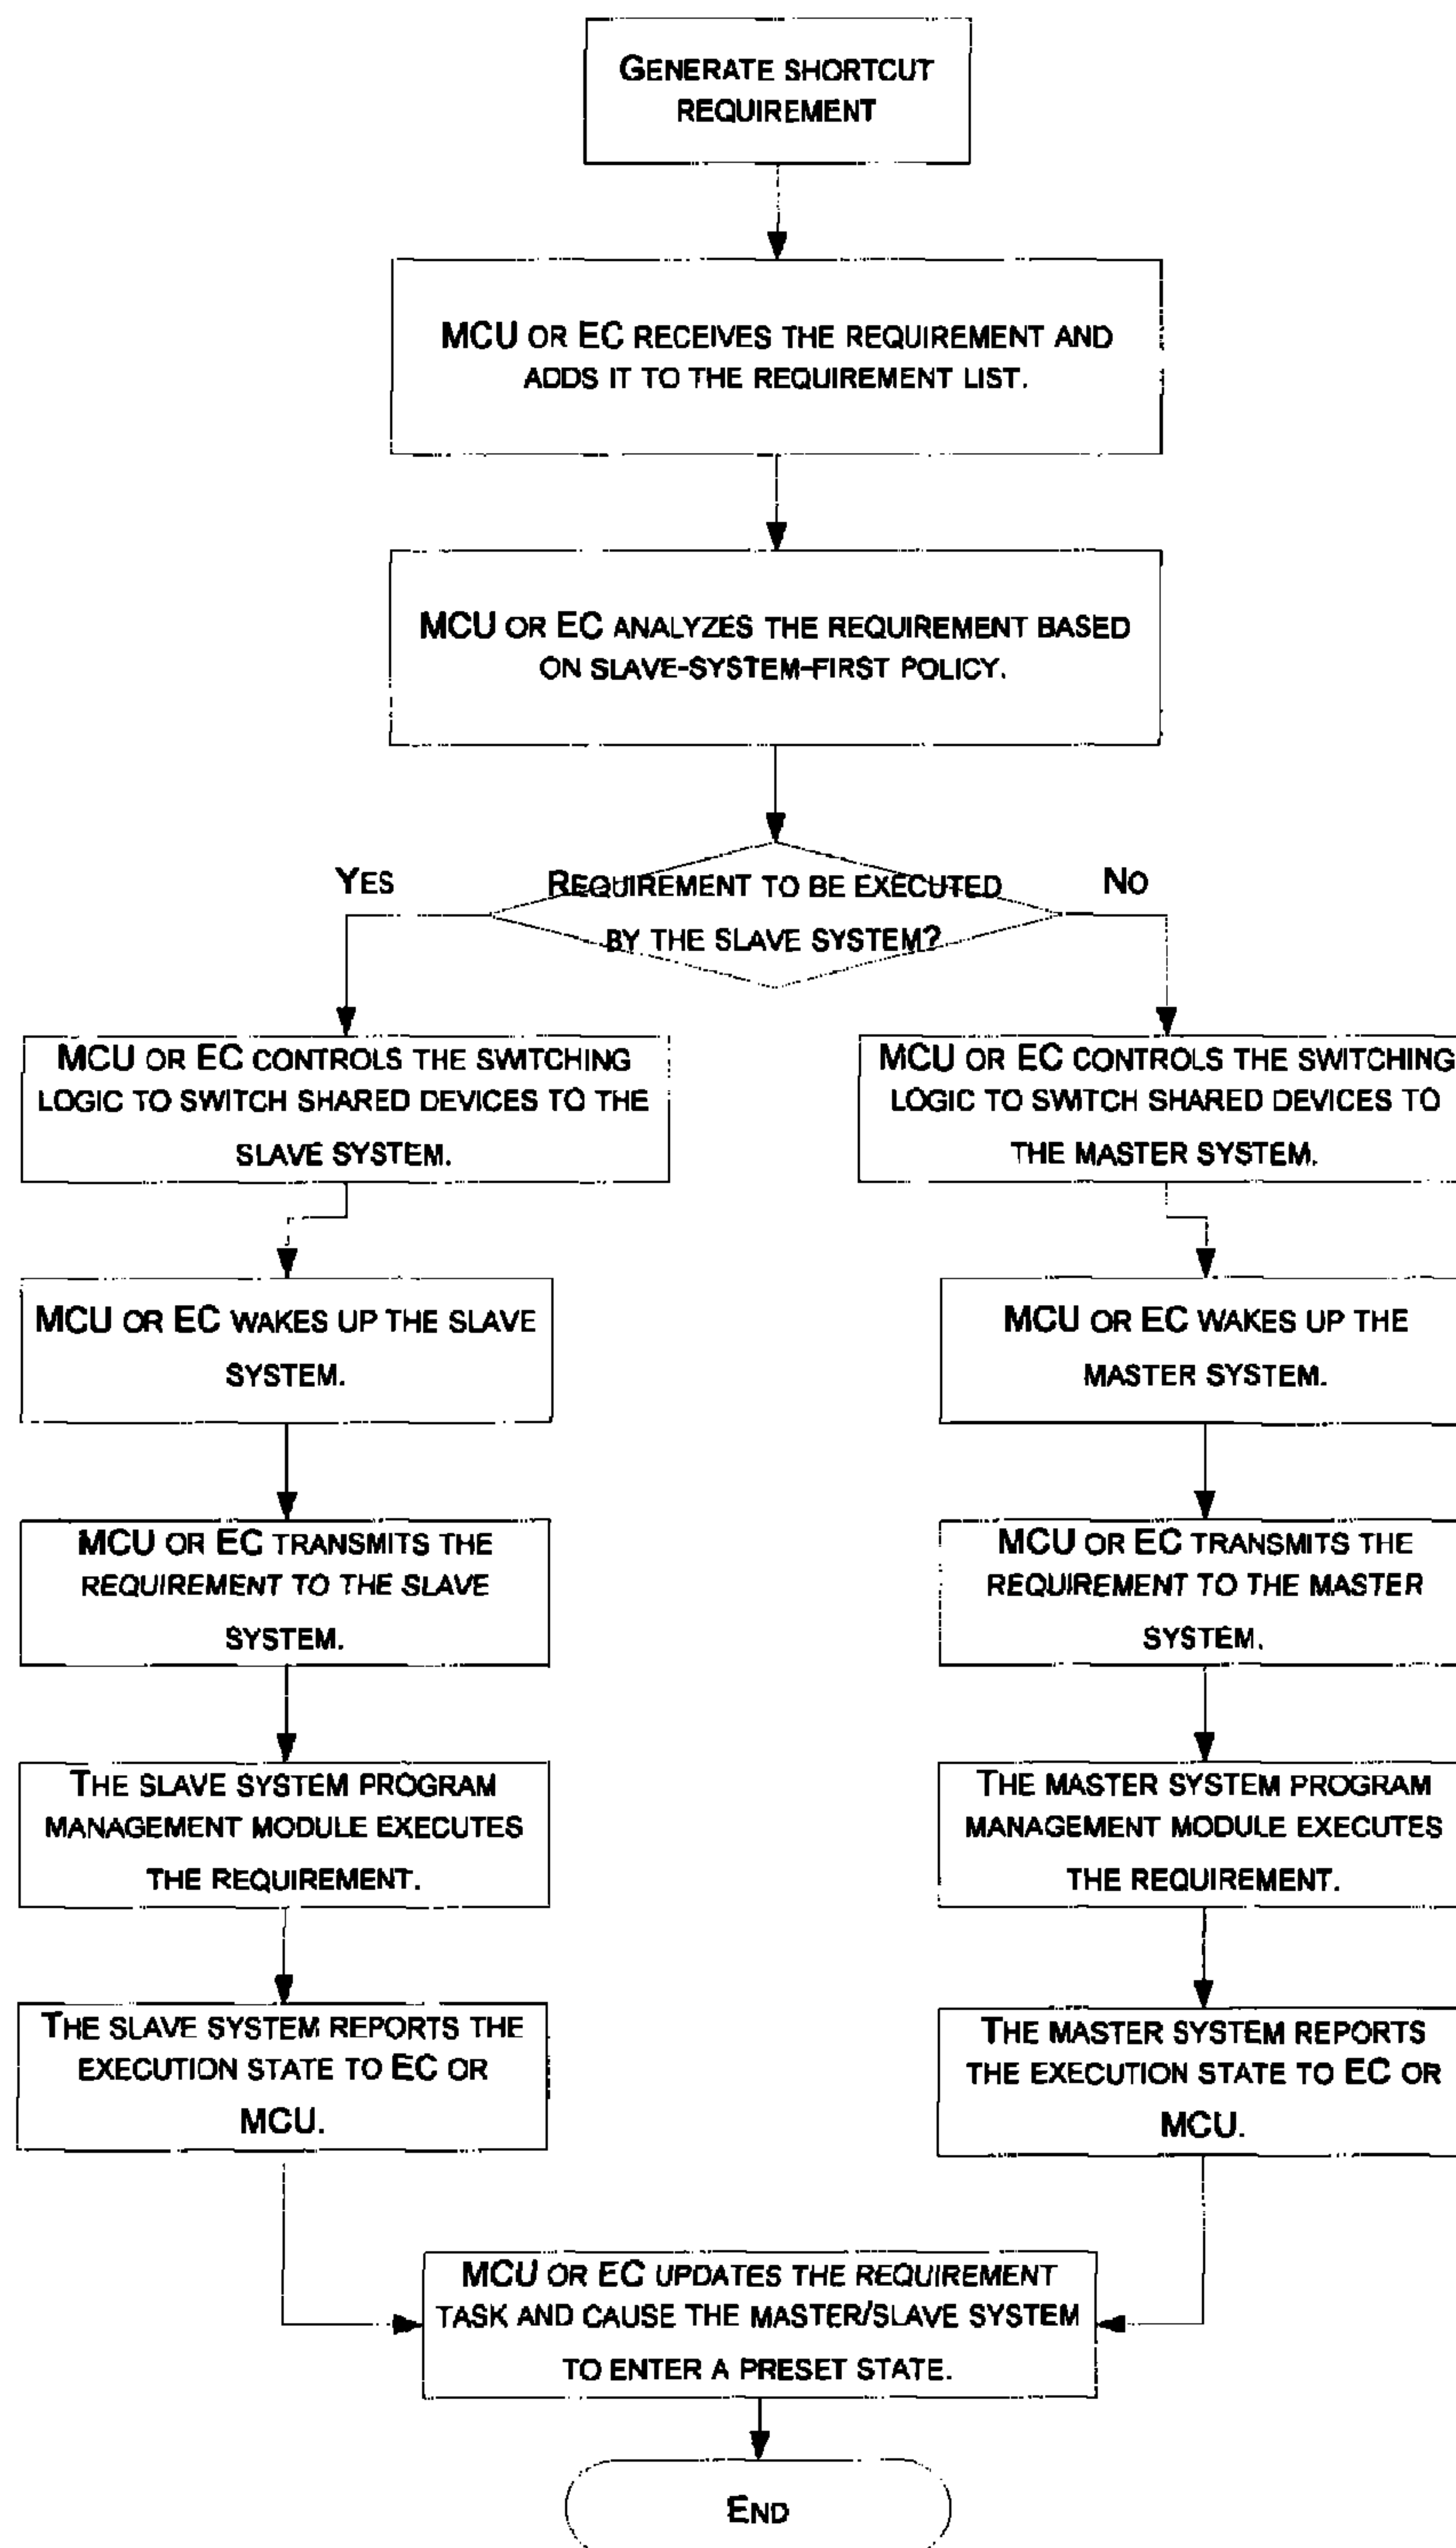 GENERATE SHORTCUT
REQUIREMENT
MCU OR EC RECEIVES THE REQUIREMENT AND
ADDS IT TO THE REQUIREMENT LIST.
MCU OR EC ANALYZES THE REQUIREMENT BASED
ON SLAVE-SYSTEM-FIRST POLICY.
YES
REQUIREMENT TO BE EXECUTED
BY THE SLAVE SYSTEM?
NO
MCU OR EC CONTROLS THE SWITCHING
LOGIC TO SWITCH SHARED DEVICES TO THE
SLAVE SYSTEM.
MCU OR EC CONTROLS THE SWITCHING
LOGIC TO SWITCH SHARED DEVICES TO
THE MASTER SYSTEM.
MCU OR EC WAKES UP THE SLAVE
SYSTEM.
MCU OR EC WAKES UP THE
MASTER SYSTEM.
MCU OR EC TRANSMITS THE
REQUIREMENT TO THE SLAVE
SYSTEM.
MCU OR EC TRANSMITS THE
REQUIREMENT TO THE MASTER
SYSTEM.
THE SLAVE SYSTEM PROGRAM
MANAGEMENT MODULE EXECUTES
THE REQUIREMENT.
THE MASTER SYSTEM PROGRAM
MANAGEMENT MODULE EXECUTES
THE REQUIREMENT.
THE SLAVE SYSTEM REPORTS THE
EXECUTION STATE TO EC OR
MCU.
THE MASTER SYSTEM REPORTS
THE EXECUTION STATE TO EC OR
MCU.
MCU OR EC UPDATES THE REQUIREMENT
TASK AND CAUSE THE MASTER/SLAVE SYSTEM
TO ENTER A PRESET STATE.
END